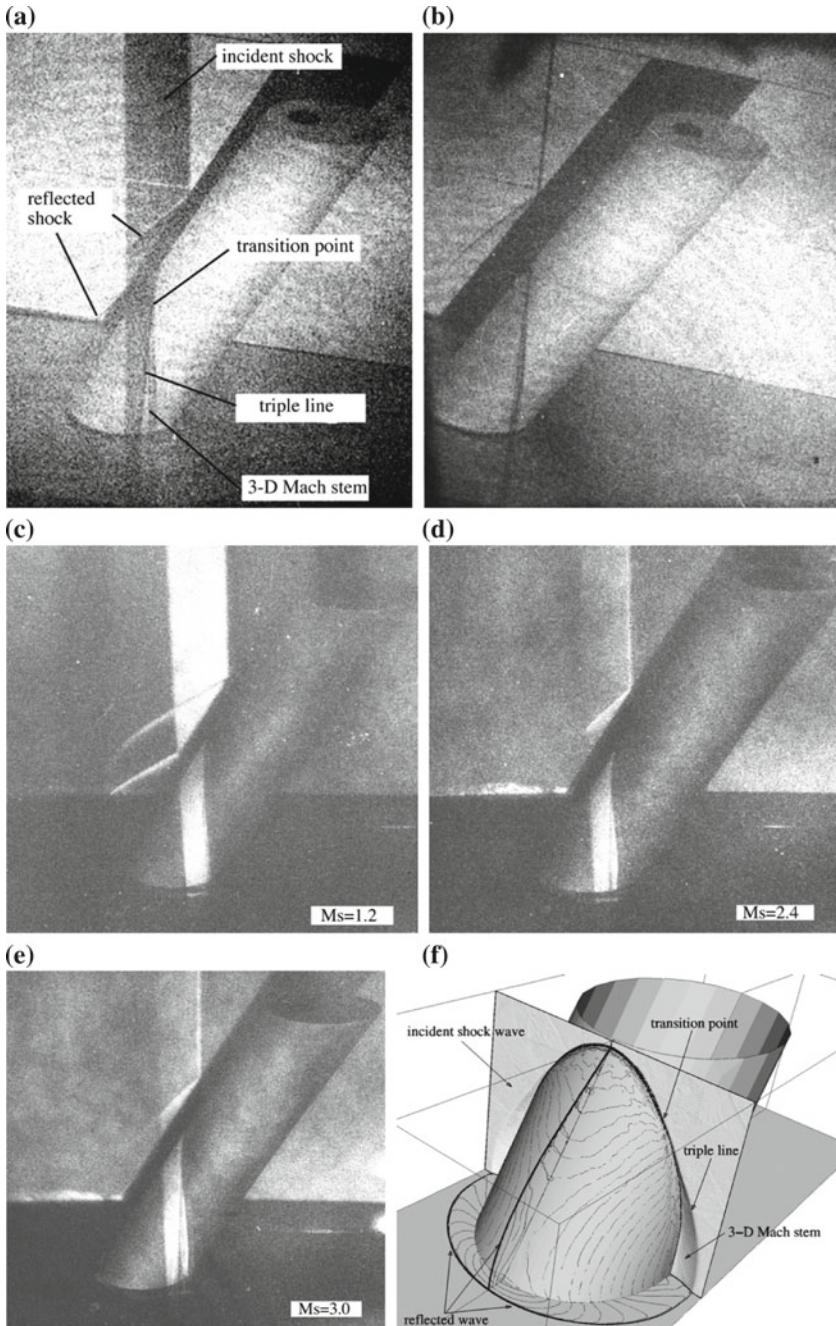 (a)
incident shock
reflected
shock
transition point
triple line
3-D Mach stem
(b)
(c)
Ms=1.2
(d)
Ms=2.4
(e)
Ms=3.0
(f)
incident shock wave
transition point
triple line
3−D Mach stem
reflected wave